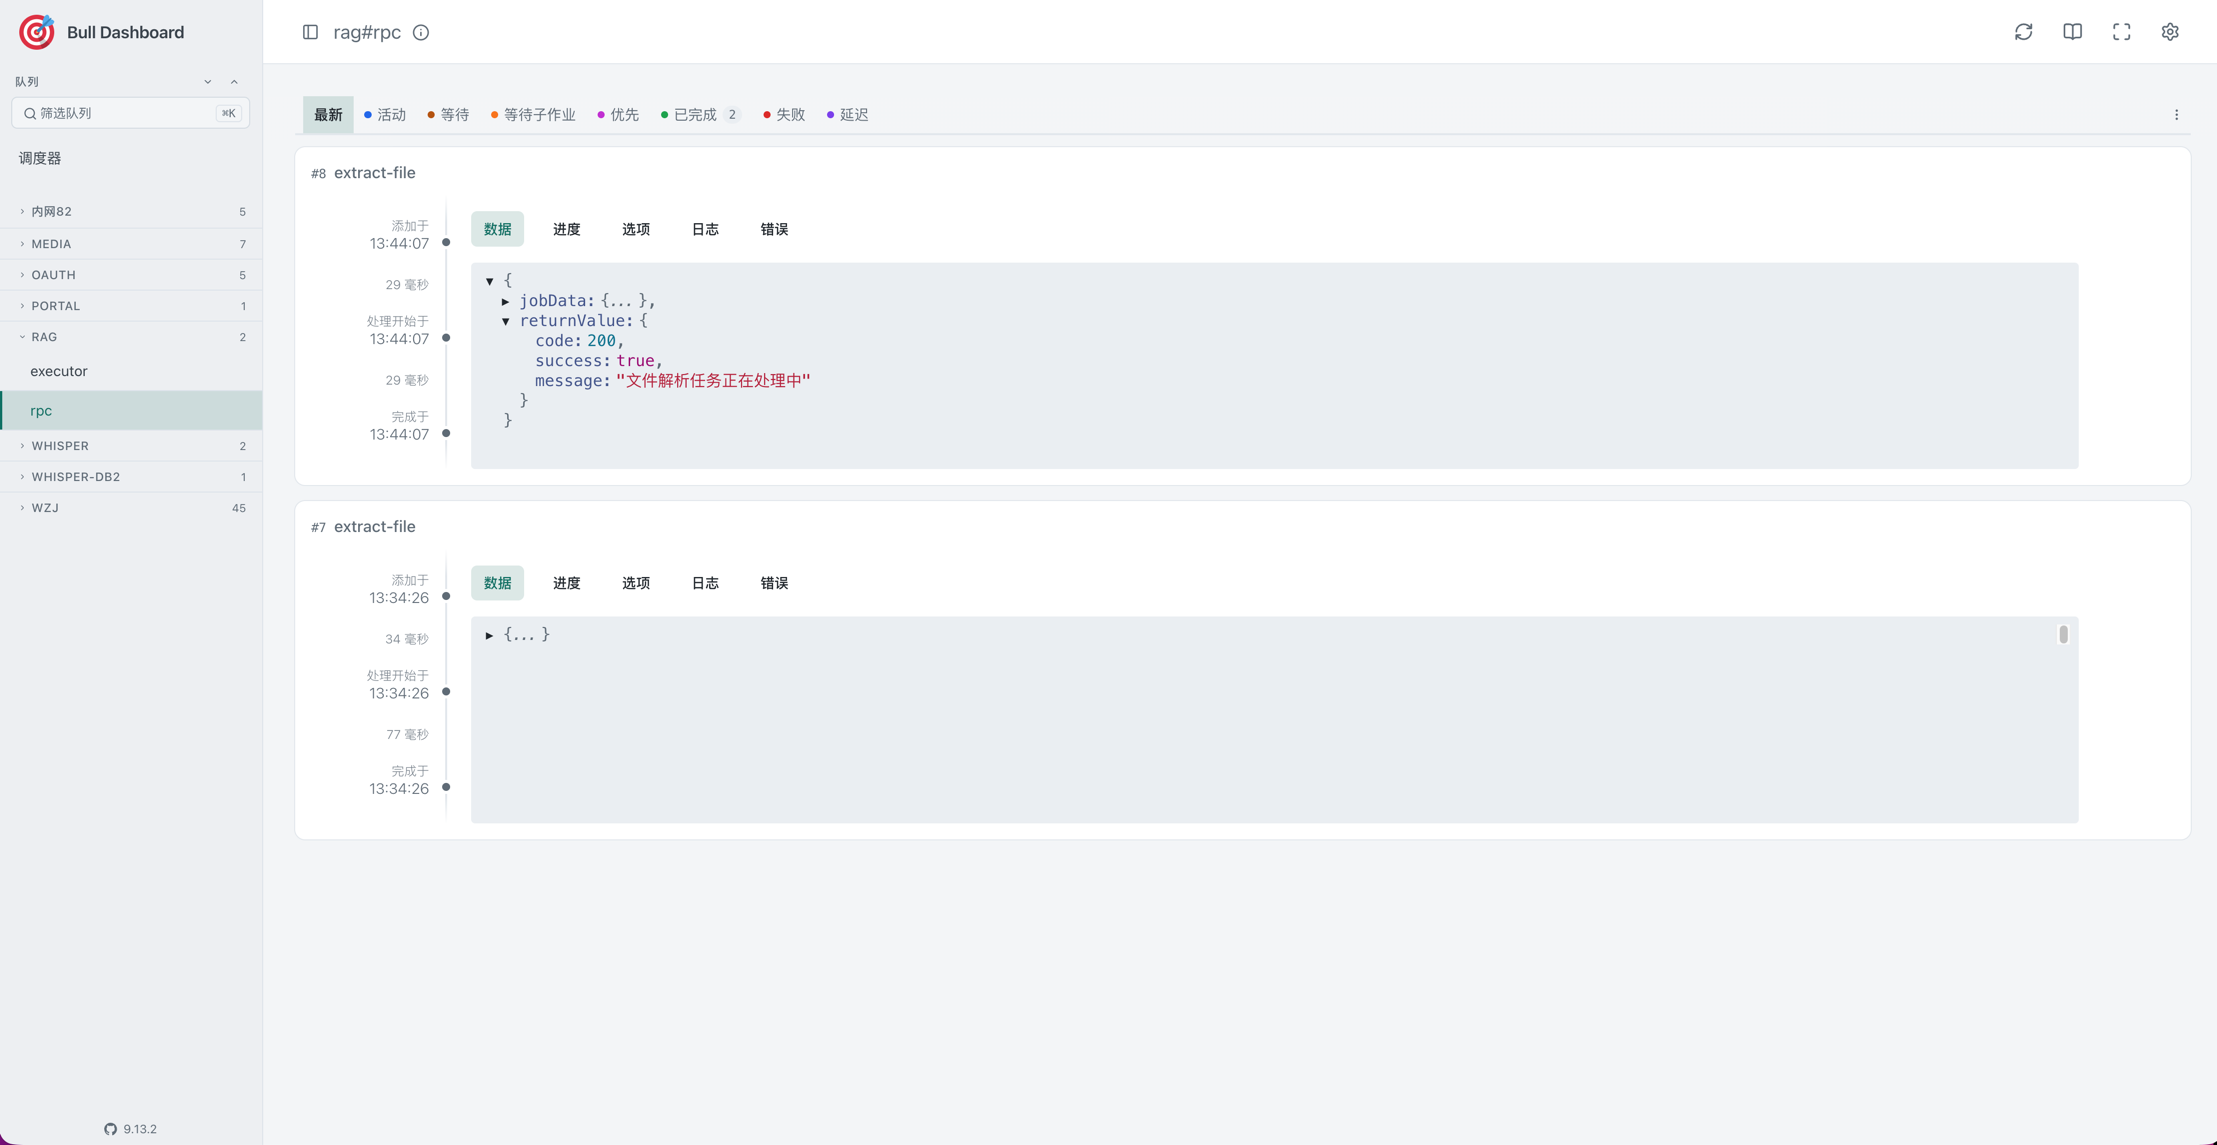 Bull Dashboard
队列
筛选队列 ⌘K
调度器
内网82 5
MEDIA 7
OAUTH 5
PORTAL 1
RAG 2
executor
rpc
WHISPER 2
WHISPER-DB2 1
WZJ 45
9.13.2
rag#rpc
最新 活动 等待 等待子作业 优先 已完成 2 失败 延迟
#8 extract-file
添加于
13:44:07
29 毫秒
处理开始于
13:44:07
29 毫秒
完成于
13:44:07
数据 进度 选项 日志 错误
▼ {
▶ jobData: {... },
▼ returnValue: {
code: 200,
success: true,
message: "文件解析任务正在处理中"
}
}
#7 extract-file
添加于
13:34:26
34 毫秒
处理开始于
13:34:26
77 毫秒
完成于
13:34:26
数据 进度 选项 日志 错误
▶ {... }